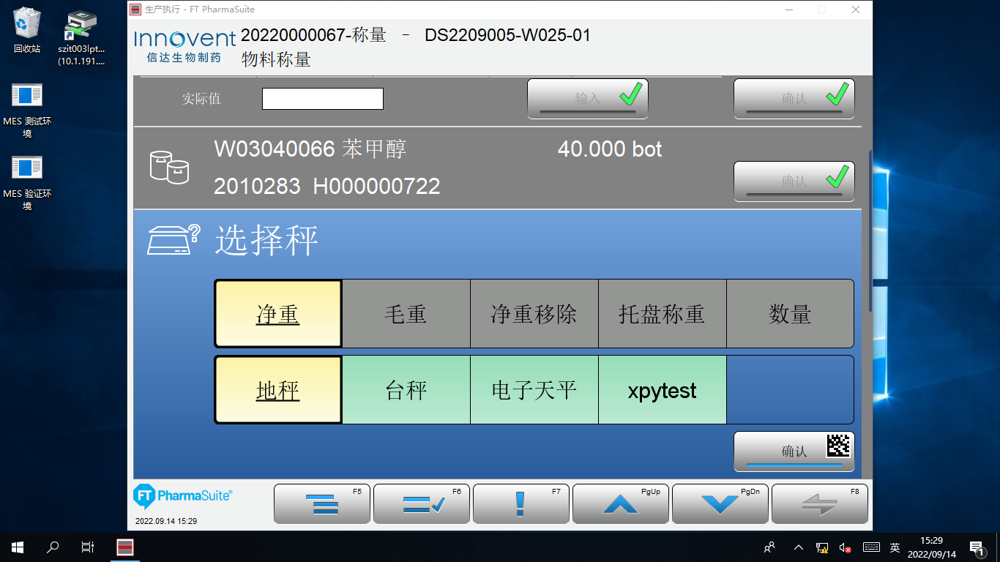 生产执行 - FT PharmaSuite
回收站
szit003lpt...
(10.1.191....
MES 测试环
境
MES 验证环
境
Innovent
信达生物制药
20220000067-称量 - DS2209005-W025-01
物料称量
实际值
输入
确认
W03040066 苯甲醇 40.000 bot
2010283 H000000722
确认
选择秤
净重 毛重 净重移除 托盘称重 数量
地秤 台秤 电子天平 xpytest
确认
FT PharmaSuite®
2022.09.14 15:29
F5 F6 F7 PgUp PgDn F8
英
15:29
2022/09/14
1